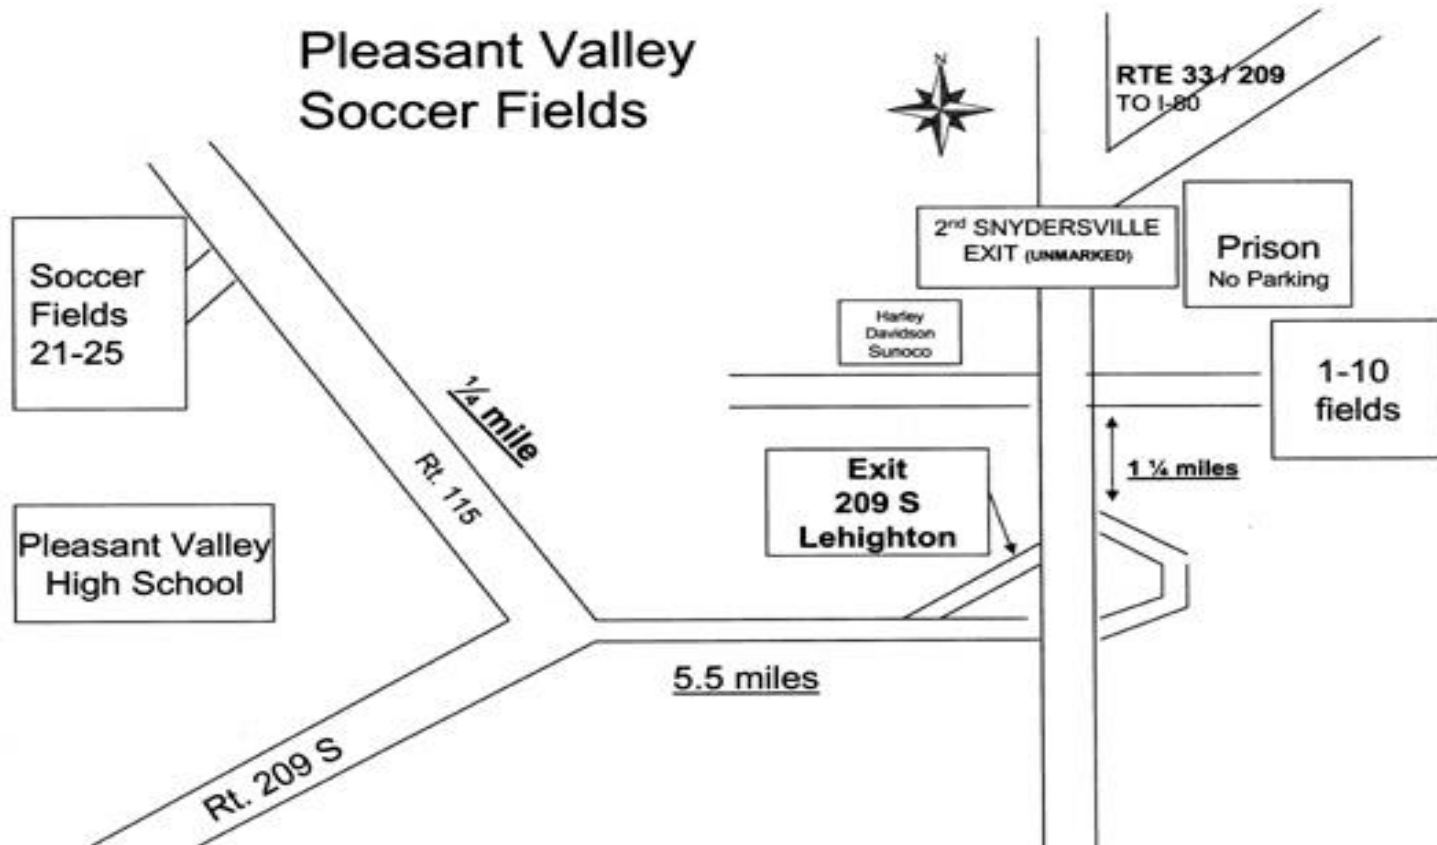 Pleasant Valley
Soccer Fields
N
RTE 33 / 209
TO I-80
2nd SNYDERSVILLE
EXIT (UNMARKED)
Prison
No Parking
Soccer
Fields
21-25
Harley
Davidson
Sunoco
1-10
fields
¼ mile
Rt. 115
Exit
209 S
Lehighton
1 ¼ miles
Pleasant Valley
High School
5.5 miles
Rt. 209 S